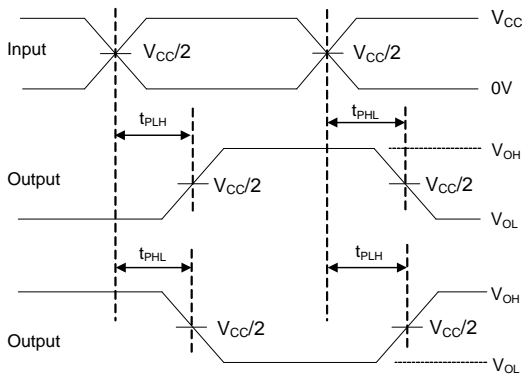 V_CC
Input
V_CC/2
V_CC/2
0V
t_PLH
t_PHL
V_OH
Output
V_CC/2
V_CC/2
V_OL
t_PHL
t_PLH
V_OH
V_CC/2
V_CC/2
Output
V_OL